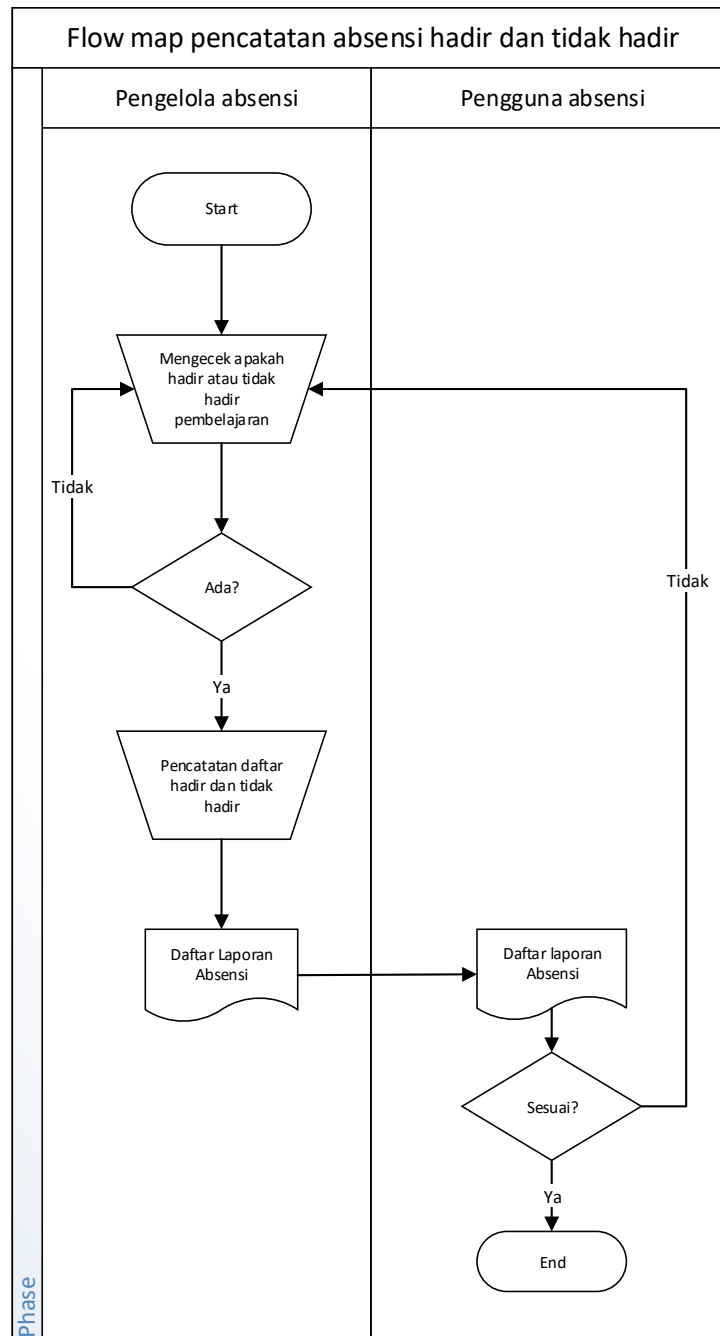 Flow map pencatatan absensi hadir dan tidak hadir
Pengelola absensi
Pengguna absensi
Start
Mengecek apakah
hadir atau tidak
hadir
pembelajaran
Tidak
Ada?
Tidak
Ya
Pencatatan daftar
hadir dan tidak
hadir
Daftar Laporan
Absensi
Daftar laporan
Absensi
Sesuai?
Ya
End
Phase